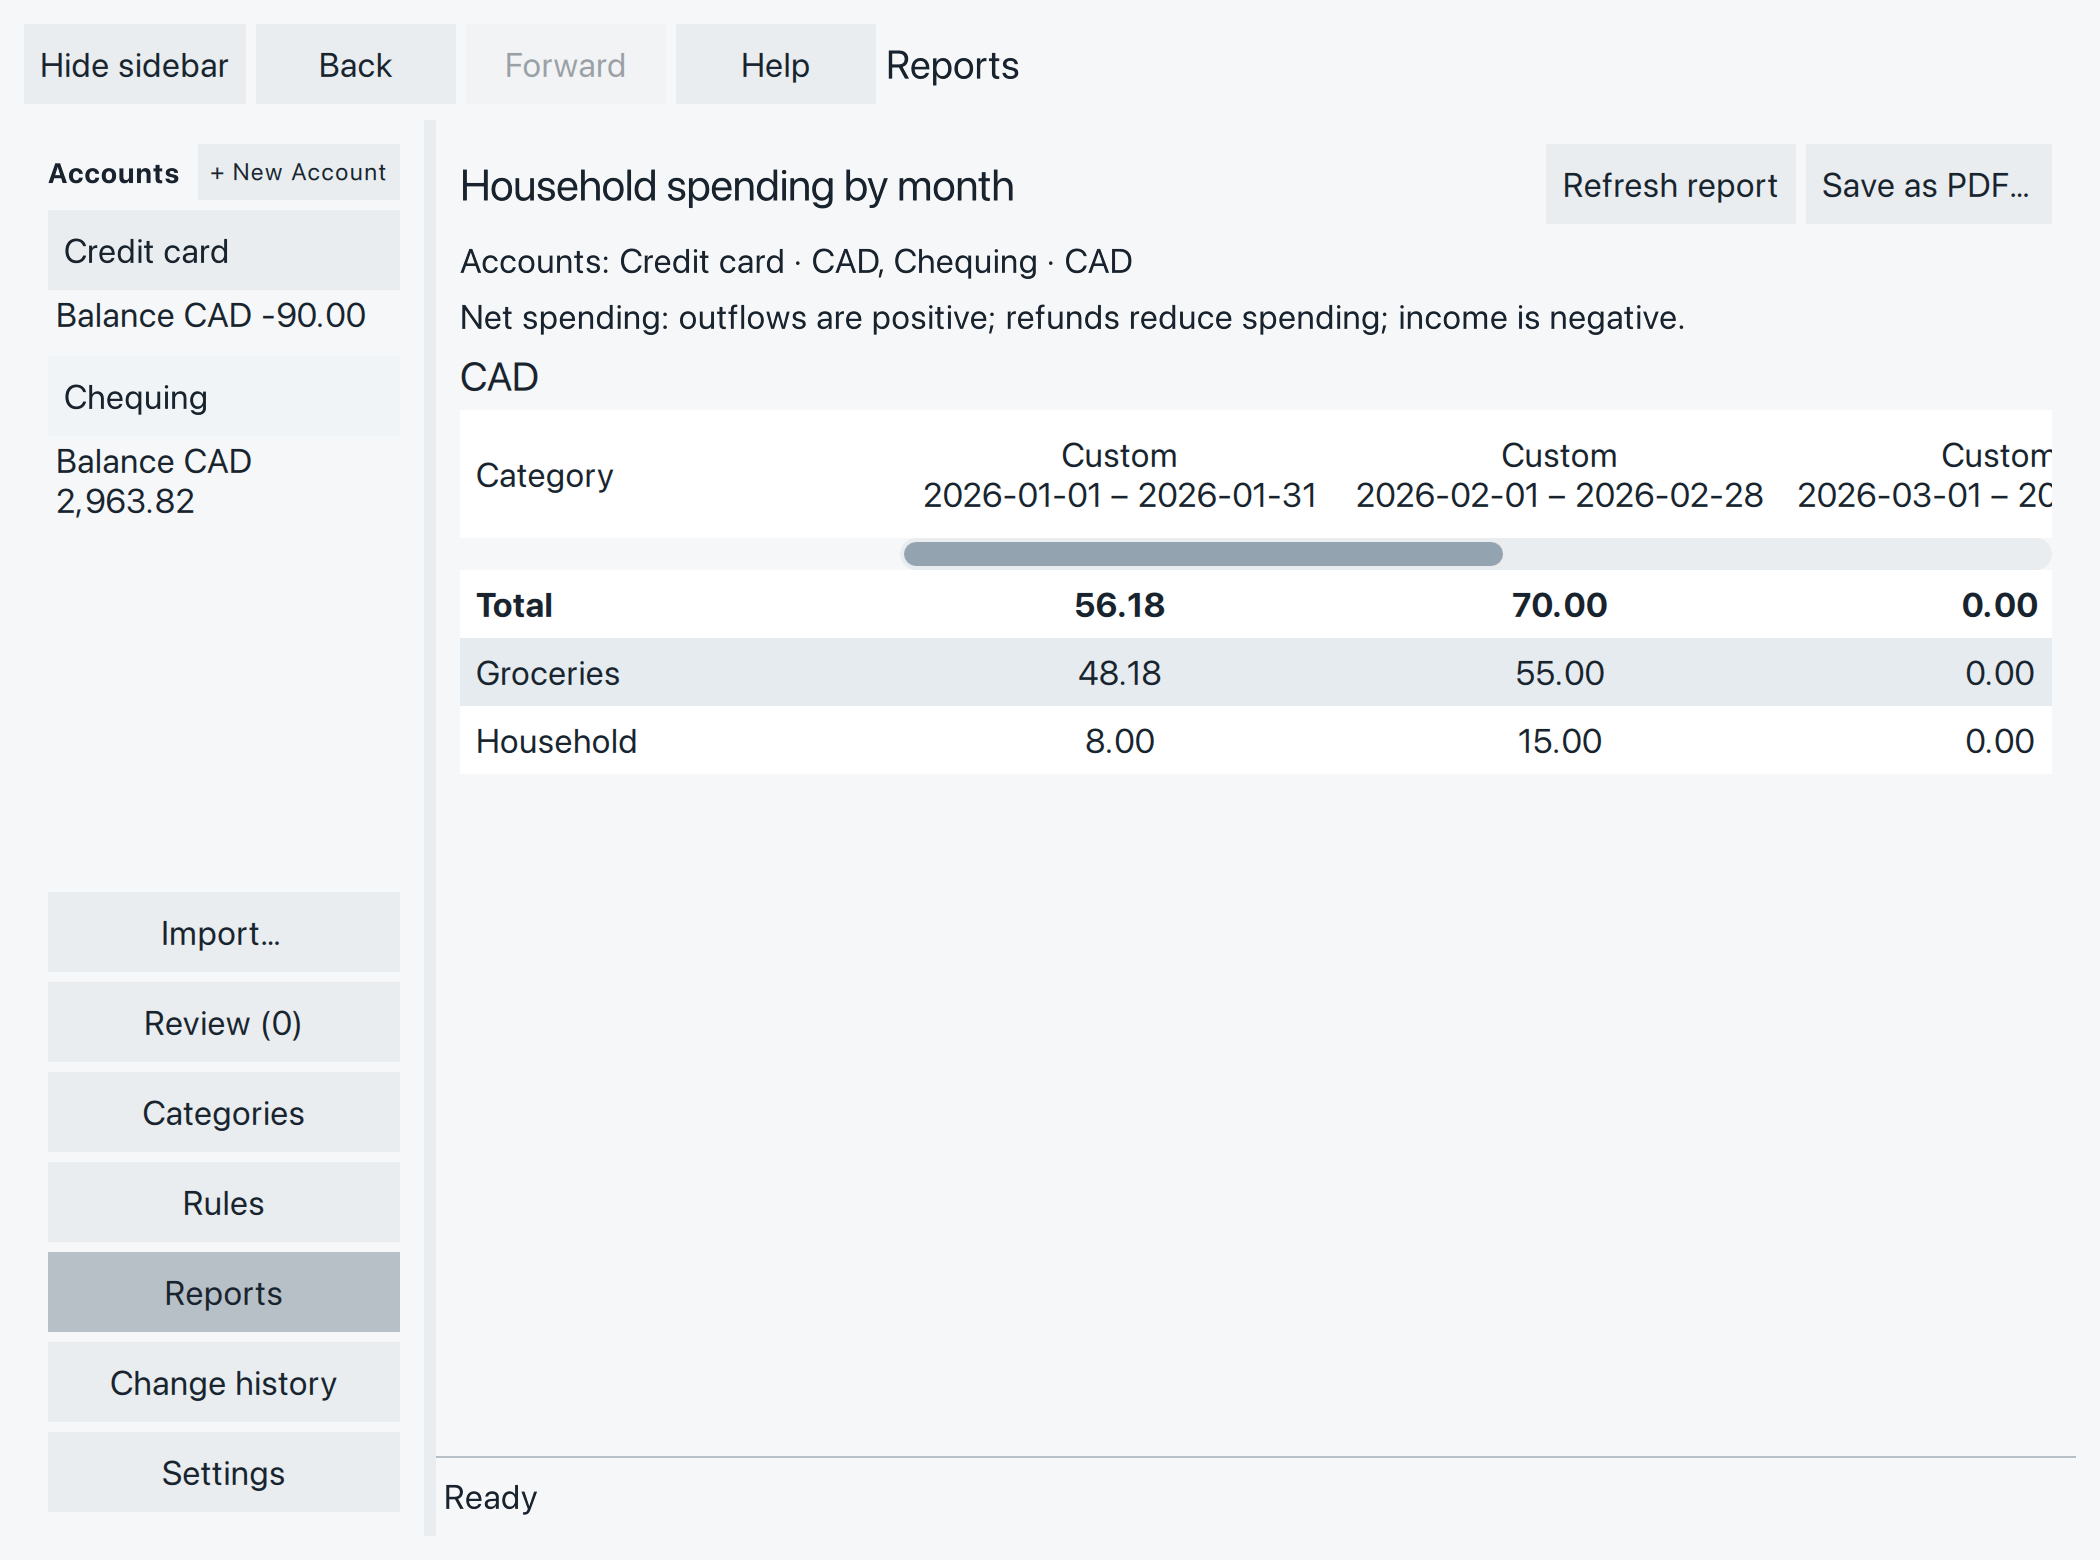 Hide sidebar
Back
Forward
Help
Reports
Accounts
+ New Account
Credit card
Balance CAD -90.00
Chequing
Balance CAD
2,963.82
Import...
Review (0)
Categories
Rules
Reports
Change history
Settings
Household spending by month
Refresh report
Save as PDF...
Accounts: Credit card · CAD, Chequing · CAD
Net spending: outflows are positive; refunds reduce spending; income is negative.
CAD
Category
Custom
2026-01-01 – 2026-01-31
Custom
2026-02-01 – 2026-02-28
Custom
2026-03-01 – 20
Total 56.18 70.00 0.00
Groceries 48.18 55.00 0.00
Household 8.00 15.00 0.00
Ready